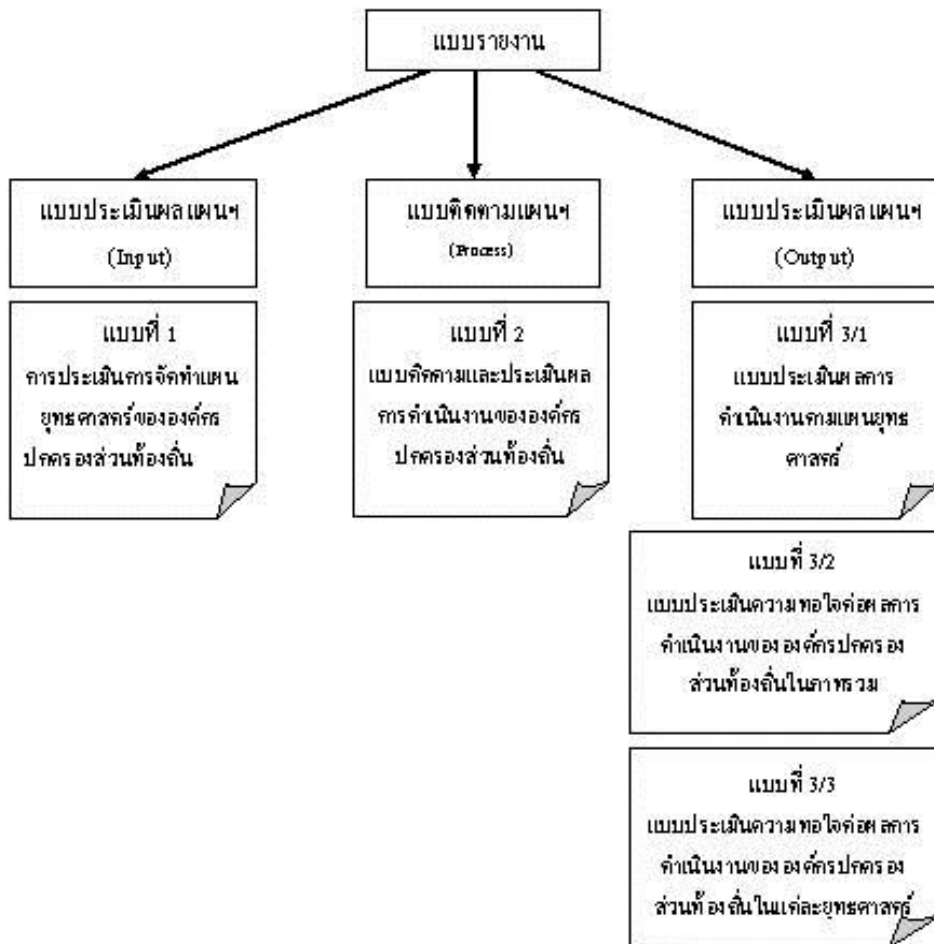 แบบรายงาน
แบบประเมินผลแผนฯ
(Input)
แบบที่ 1
การประเมินการจัดทำแผน
ยุทธศาสตร์ขององค์กร
ปกครองส่วนท้องถิ่น
แบบติดตามแผนฯ
(Process)
แบบที่ 2
แบบติดตามและประเมินผล
การดำเนินงานขององค์กร
ปกครองส่วนท้องถิ่น
แบบประเมินผลแผนฯ
(Output)
แบบที่ 3/1
แบบประเมินผลการ
ดำเนินงานตามแผนยุทธ
ศาสตร์
แบบที่ 3/2
แบบประเมินความพอใจต่อผลการ
ดำเนินงานขององค์กรปกครอง
ส่วนท้องถิ่นในภาพรวม
แบบที่ 3/3
แบบประเมินความพอใจต่อผลการ
ดำเนินงานขององค์กรปกครอง
ส่วนท้องถิ่นในแต่ละยุทธศาสตร์